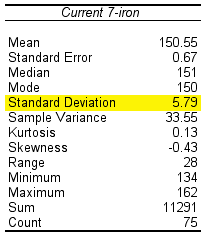 Current 7-iron
Mean 150.55
Standard Error 0.67
Median 151
Mode 150
Standard Deviation 5.79
Sample Variance 33.55
Kurtosis 0.13
Skewness -0.43
Range 28
Minimum 134
Maximum 162
Sum 11291
Count 75